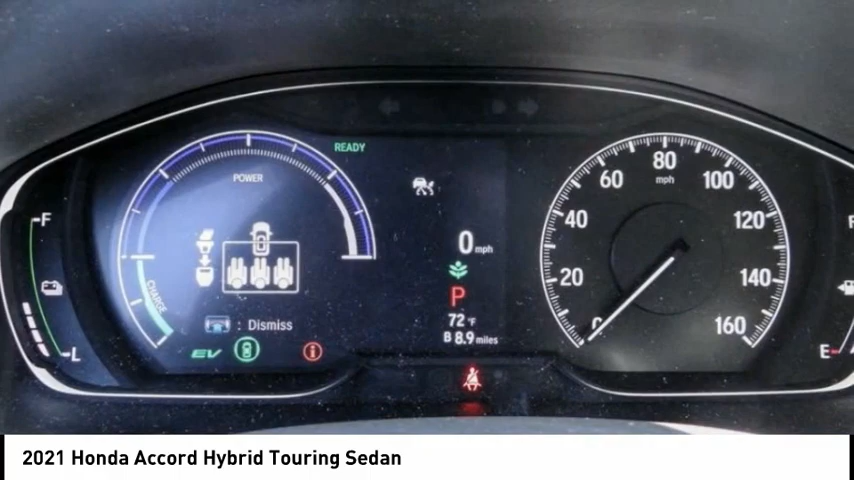 READY
POWER
60 80 100
mph
40 120
F F
0 mph
20 140
CHARGE
P
: Dismiss
72°F
0 160
B 8.9 miles
EV
L E
2021 Honda Accord Hybrid Touring Sedan